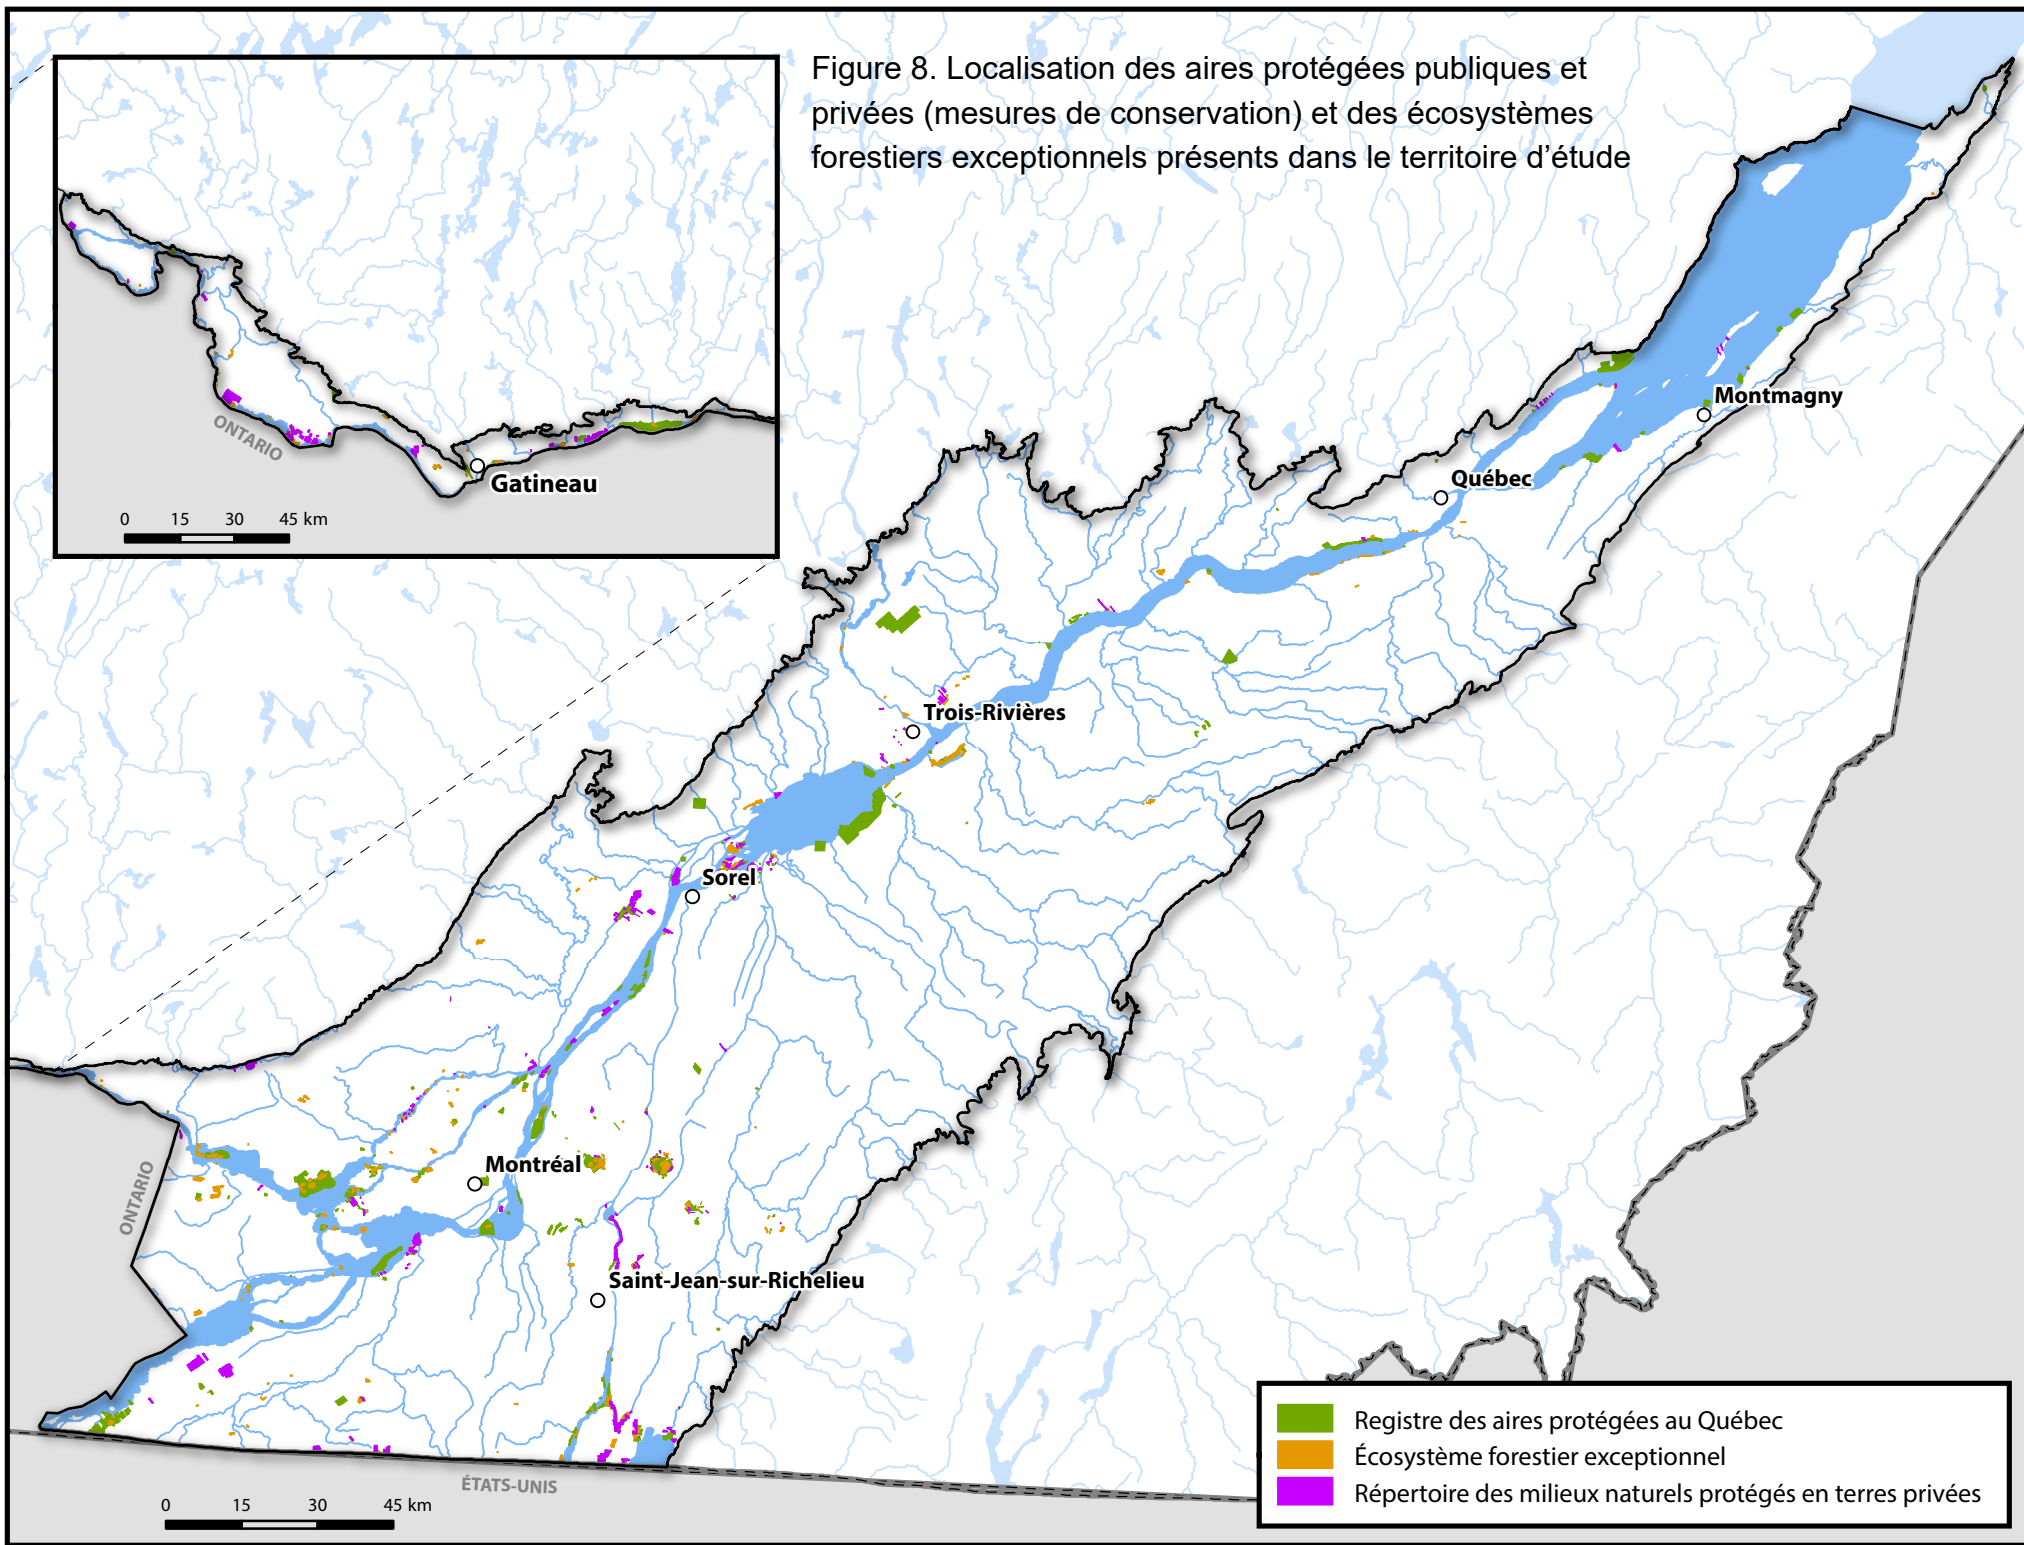 Figure 8. Localisation des aires protégées publiques et
privées (mesures de conservation) et des écosystèmes
forestiers exceptionnels présents dans le territoire d'étude
ONTARIO
Gatineau
0 15 30 45 km
Montmagny
Québec
Trois-Rivières
Sorel
Montréal
ONTARIO
Saint-Jean-sur-Richelieu
ÉTATS-UNIS
0 15 30 45 km
Registre des aires protégées au Québec
Écosystème forestier exceptionnel
Répertoire des milieux naturels protégés en terres privées